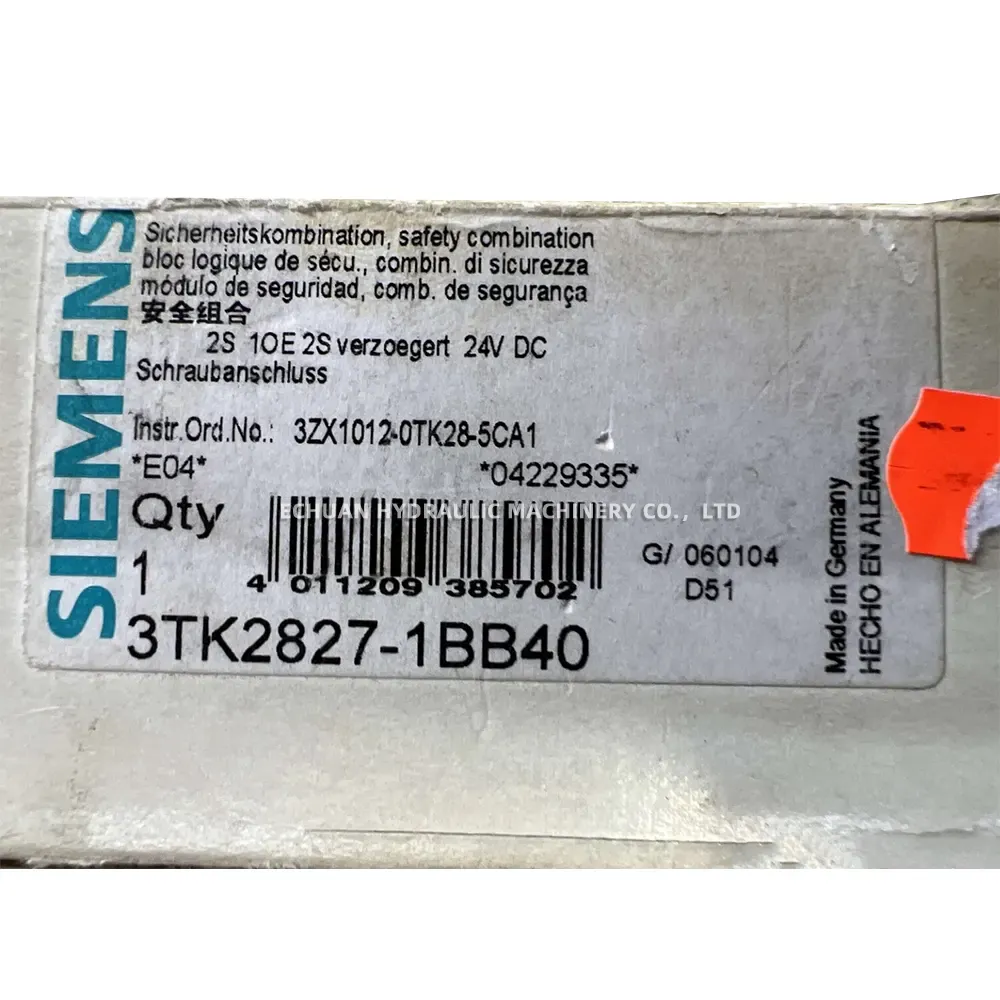 SIEMENS
Sicherheitskombination, safety combination
bloc logique de sécu., combin. di sicurezza
módulo de seguridad, comb. de segurança
安全组合
2S 1OE 2S verzoegert 24V DC
Schraubanschluss
Instr.Ord.No.: 3ZX1012-0TK28-5CA1
*E04* *04229335*
Qty
ECHUAN HYDRAULIC MACHINERY CO., LTD
1
4 011209 385702
G/ 060104
D51
3TK2827-1BB40
Made in Germany
HECHO EN ALEMANIA